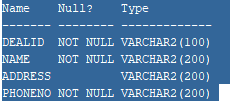 Name Null? Type
------- -------- -------------
DEALID NOT NULL VARCHAR2(100)
NAME NOT NULL VARCHAR2(200)
ADDRESS VARCHAR2(200)
PHONENO NOT NULL VARCHAR2(200)